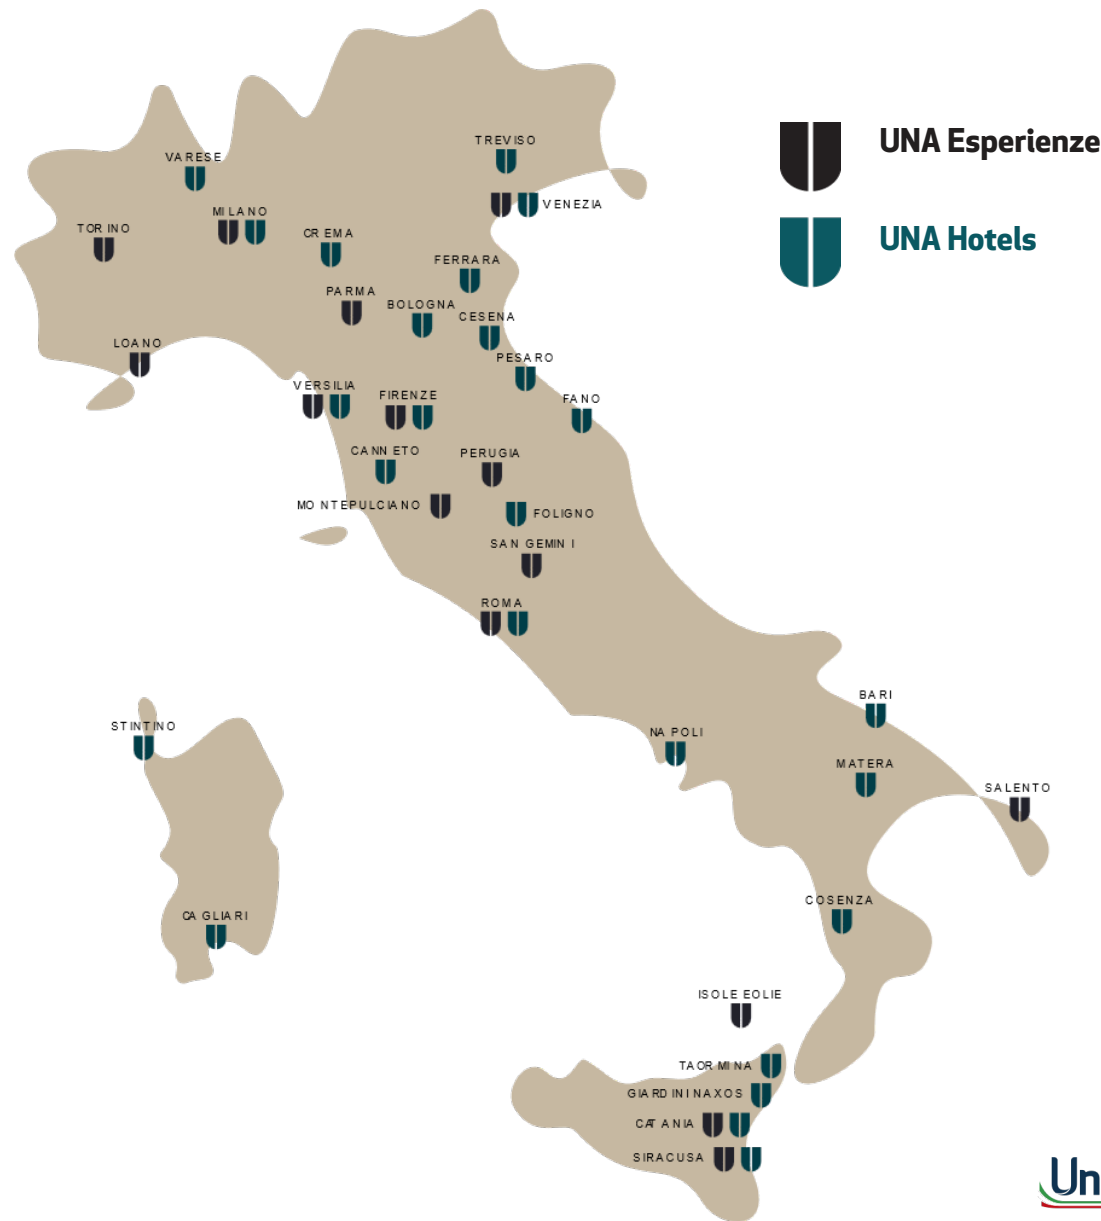 TREVISO
UNA Esperienze
VARESE
VENEZIA
MILANO
TORINO
UNA Hotels
CREMA
FERRARA
PARMA
BOLOGNA
CESENA
LOANO
PESARO
VERSILIA
FIRENZE
FANO
CANNETO
PERUGIA
MONTEPULCIANO
FOLIGNO
SAN GEMINI
ROMA
BARI
STINTINO
NAPOLI
MATERA
SALENTO
COSENZA
CAGLIARI
ISOLE EOLIE
TAORMINA
GIARDINI NAXOS
CATANIA
SIRACUSA
Un